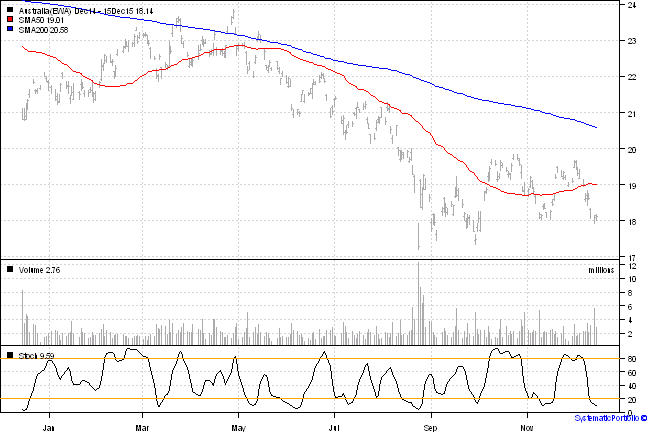 Australia(EWA) Dec14 - 15Dec15 18.14
SMA50 19.01
SMA200 20.58
24
23
22
21
20
19
18
17
Volume 2.76
millions
12
10
8
6
4
2
Stoch 9.59
80
60
40
20
0
Jan
Mar
May
Jul
Sep
Nov
SystematicPortfolio ©